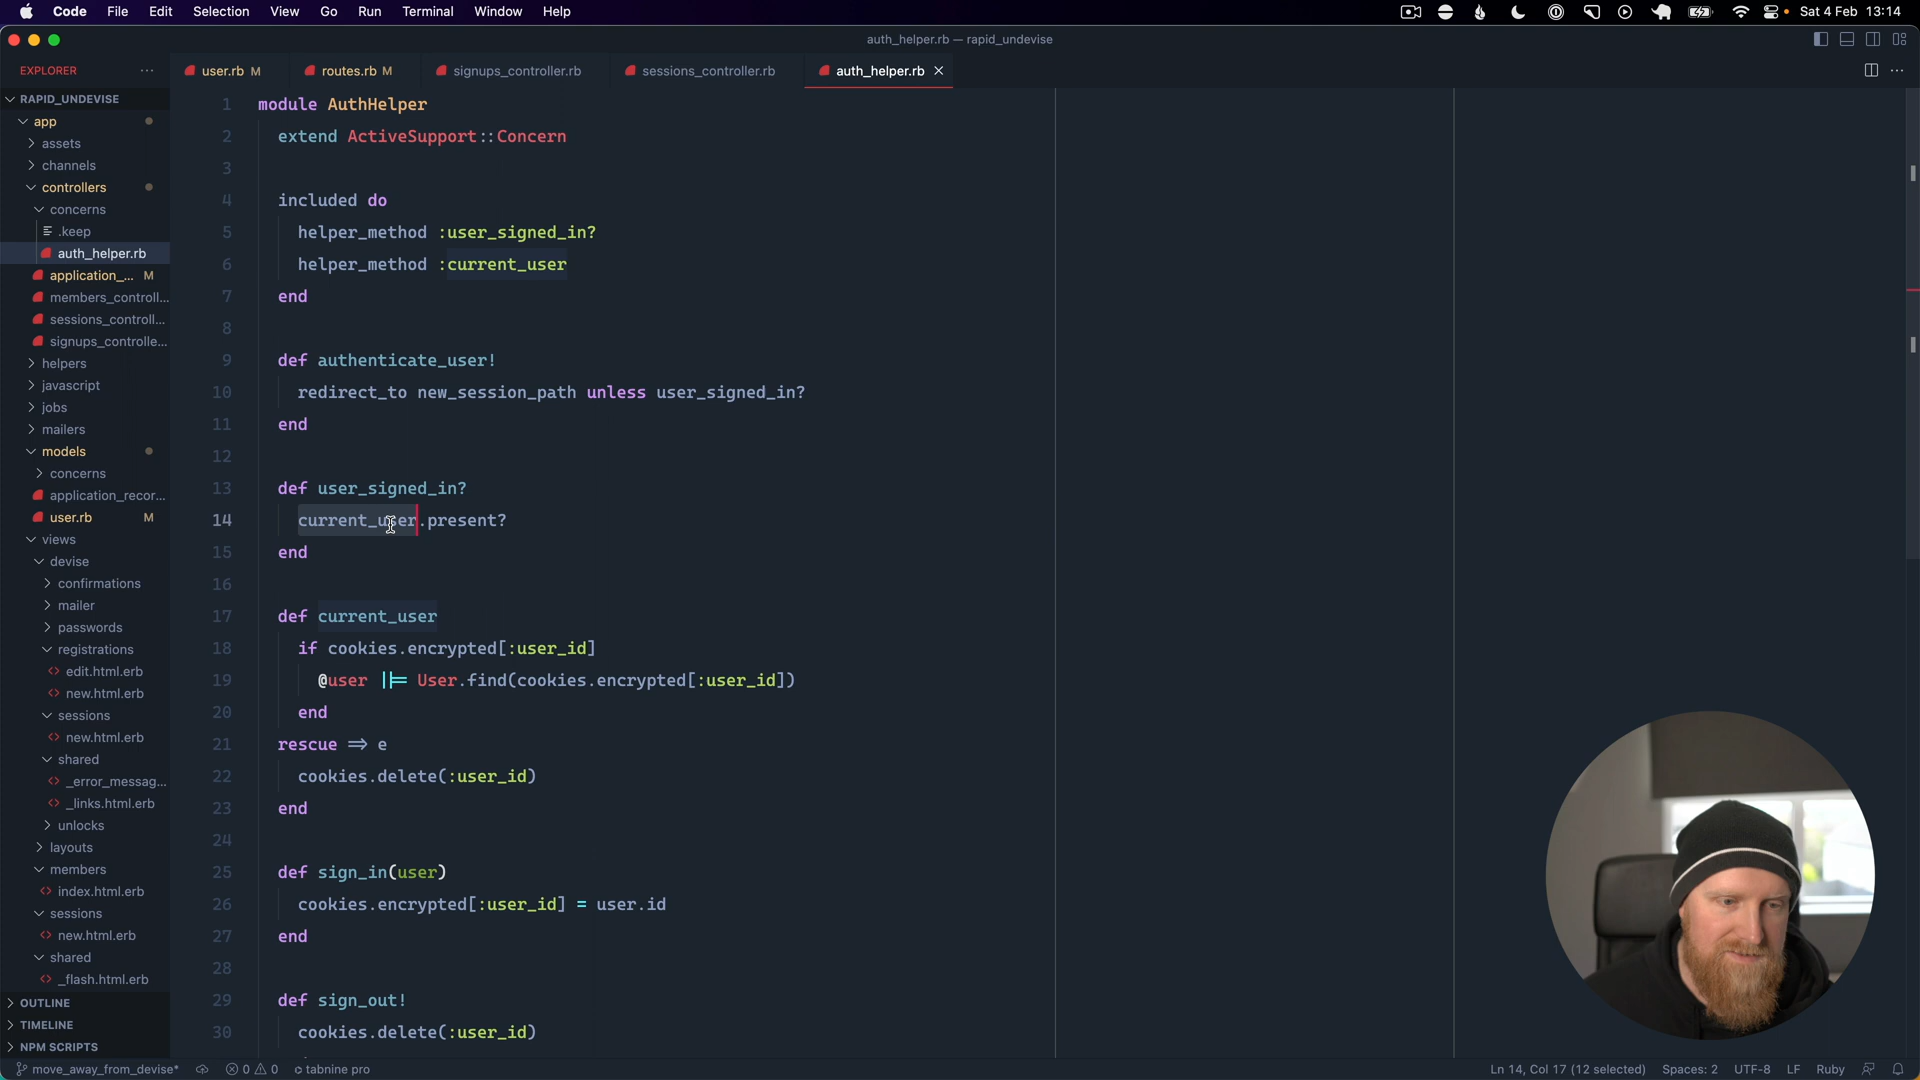 Code File Edit Selection View Go Run Terminal Window Help Sat 4 Feb 13:14
auth_helper.rb — rapid_undevise
EXPLORER
user.rb M routes.rb M signups_controller.rb sessions_controller.rb auth_helper.rb
RAPID_UNDEVISE
app
assets
channels
controllers
concerns
.keep
auth_helper.rb
application_... M
members_controll...
sessions_controll...
signups_controlle...
helpers
javascript
jobs
mailers
models
concerns
application_recor...
user.rb M
views
devise
confirmations
mailer
passwords
registrations
edit.html.erb
new.html.erb
sessions
new.html.erb
shared
_error_messag...
_links.html.erb
unlocks
layouts
members
index.html.erb
sessions
new.html.erb
shared
_flash.html.erb
OUTLINE
TIMELINE
NPM SCRIPTS
1 module AuthHelper
2 extend ActiveSupport::Concern
3
4 included do
5 helper_method :user_signed_in?
6 helper_method :current_user
7 end
8
9 def authenticate_user!
10 redirect_to new_session_path unless user_signed_in?
11 end
12
13 def user_signed_in?
14 current_user.present?
15 end
16
17 def current_user
18 if cookies.encrypted[:user_id]
19 @user ||= User.find(cookies.encrypted[:user_id])
20 end
21 rescue => e
22 cookies.delete(:user_id)
23 end
24
25 def sign_in(user)
26 cookies.encrypted[:user_id] = user.id
27 end
28
29 def sign_out!
30 cookies.delete(:user_id)
move_away_from_devise* 0 0 tabnine pro Ln 14, Col 17 (12 selected) Spaces: 2 UTF-8 LF Ruby